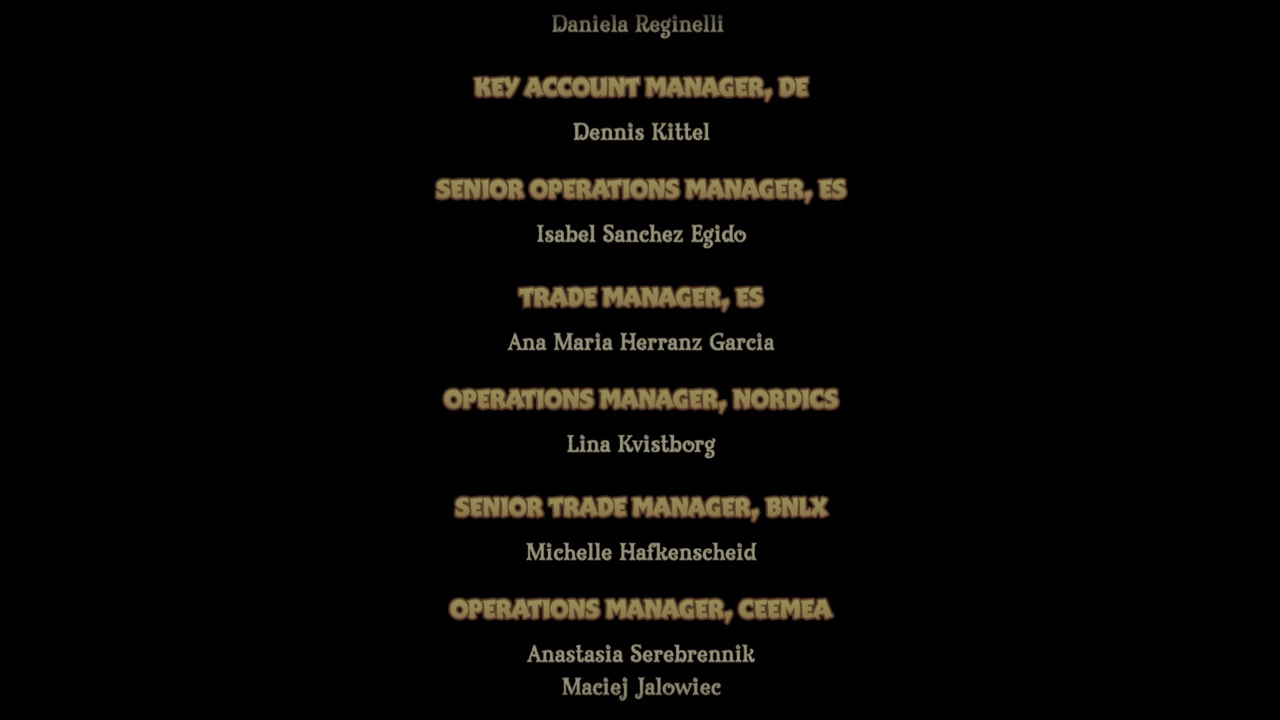 Daniela Reginelli
KEY ACCOUNT MANAGER, DE
Dennis Kittel
SENIOR OPERATIONS MANAGER, ES
Isabel Sanchez Egido
TRADE MANAGER, ES
Ana Maria Herranz Garcia
OPERATIONS MANAGER, NORDICS
Lina Kvistborg
SENIOR TRADE MANAGER, BNLX
Michelle Hafkenscheid
OPERATIONS MANAGER, CEEMEA
Anastasia Serebrennik
Maciej Jalowiec